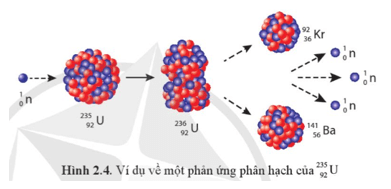 ⁹²₃₆Kr
¹₀n
¹₀n
¹₀n
¹₀n
²³⁵₉₂U
²³⁶₉₂U
¹⁴¹₅₆Ba
Hình 2.4. Ví dụ về một phản ứng phân hạch của ²³⁵₉₂U